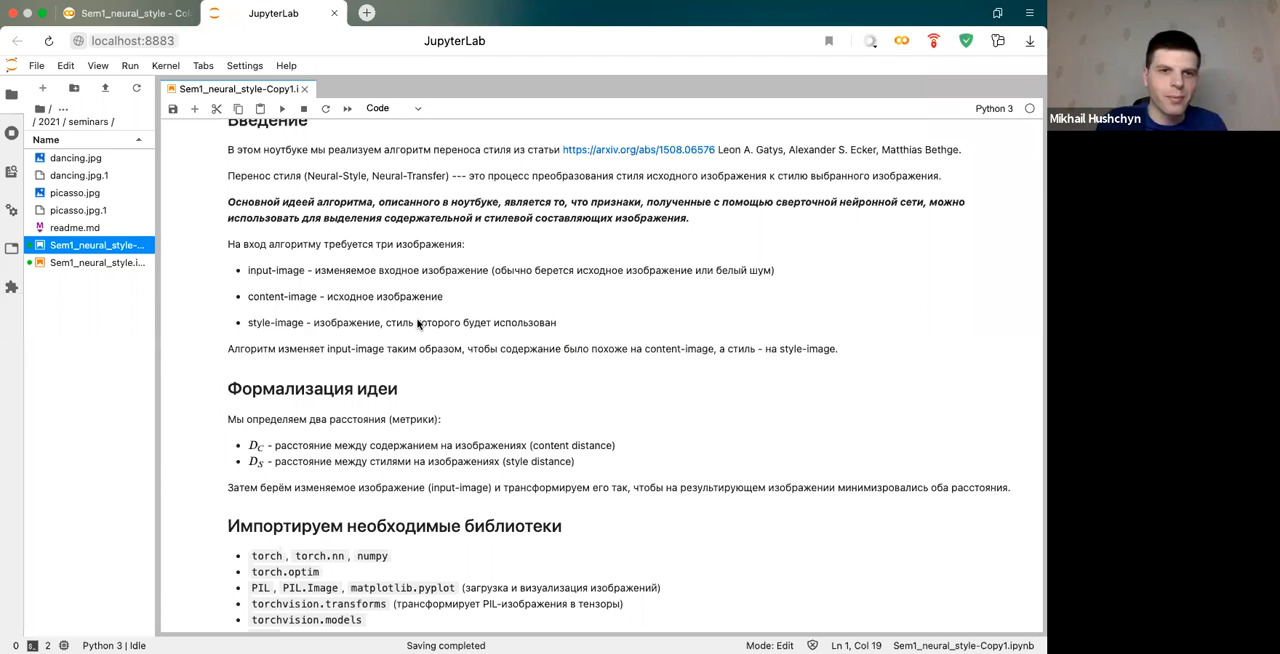 Sem1_neural_style - Co
JupyterLab
localhost:8883
JupyterLab
File Edit View Run Kernel Tabs Settings Help
Sem1_neural_style-Copy1.i
Code
Python 3
/ ...
/ 2021 / seminars /
Name
dancing.jpg
dancing.jpg.1
picasso.jpg
picasso.jpg.1
readme.md
Sem1_neural_style-...
Sem1_neural_style.i...
Введение
В этом ноутбуке мы реализуем алгоритм переноса стиля из статьи https://arxiv.org/abs/1508.06576 Leon A. Gatys, Alexander S. Ecker, Matthias Bethge.
Перенос стиля (Neural-Style, Neural-Transfer) --- это процесс преобразования стиля исходного изображения к стилю выбранного изображения.
Основной идеей алгоритма, описанного в ноутбуке, является то, что признаки, полученные с помощью сверточной нейронной сети, можно
использовать для выделения содержательной и стилевой составляющих изображения.
На вход алгоритму требуется три изображения:
• input-image - изменяемое входное изображение (обычно берется исходное изображение или белый шум)
• content-image - исходное изображение
• style-image - изображение, стиль которого будет использован
Алгоритм изменяет input-image таким образом, чтобы содержание было похоже на content-image, а стиль - на style-image.
Формализация идеи
Мы определяем два расстояния (метрики):
• D_C - расстояние между содержанием на изображениях (content distance)
• D_S - расстояние между стилями на изображениях (style distance)
Затем берём изменяемое изображение (input-image) и трансформируем его так, чтобы на результирующем изображении минимизровались оба расстояния.
Импортируем необходимые библиотеки
• torch, torch.nn, numpy
• torch.optim
• PIL, PIL.Image, matplotlib.pyplot (загрузка и визуализация изображений)
• torchvision.transforms (трансформирует PIL-изображения в тензоры)
• torchvision.models
0 2 Python 3 | Idle Saving completed Mode: Edit Ln 1, Col 19 Sem1_neural_style-Copy1.ipynb
Mikhail Hushchyn